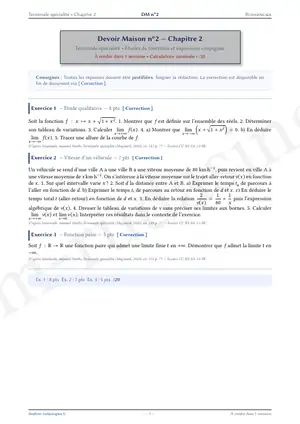 Terminale spécialité • Chapitre 2
DM n°2
Devoir Maison n°2 — Chapitre 2
Terminale spécialité • Études de fonctions et expression conjuguée
À rendre dans 1 semaine • Calculatrice autorisée • /20
Consignes : Toutes les réponses doivent être justifiées. Soigner la rédaction. La correction est disponible en
fin de document via [ Correction ].
Exercice 1 – Étude qualitative – 8 pts [ Correction ]
Soit la fonction f : x ↦ x + √1 + x². 1. Montrer que f est définie sur l'ensemble des réels. 2. Déterminer
son tableau de variations. 3. Calculer lim f(x). 4. a) Montrer que lim (x + √1 + x²) = 0. b) En déduire
lim f(x). 5. Tracer une allure de la courbe de f.
Exercice 2 – Vitesse d'un véhicule – 7 pts [ Correction ]
Un véhicule se rend d'une ville A à une ville B à une vitesse moyenne de 60 km·h⁻¹, puis revient en ville A à
une vitesse moyenne de x km·h⁻¹. On s'intéresse à la vitesse moyenne sur le trajet aller-retour v(x) en fonction
de x. 1. Sur quel intervalle varie x ? 2. Soit d la distance entre A et B. a) Exprimer le temps t₁ de parcours à
l'aller en fonction de d. b) Exprimer le temps t₂ de parcours au retour en fonction de d et x. c) En déduire le
temps total t (aller-retour) en fonction de d et x. 3. En déduire la relation 2/v(x) = 1/60 + 1/x puis l'expression
algébrique de v(x). 4. Dresser le tableau de variations de v sans préciser ses limites aux bornes. 5. Calculer
lim v(x) et lim v(x). Interpréter ces résultats dans le contexte de l'exercice.
Exercice 3 – Fonction paire – 5 pts [ Correction ]
Soit f : ℝ → ℝ une fonction paire qui admet une limite finie ℓ en +∞. Démontrer que f admet la limite ℓ en
−∞.
Ex. 1 : 8 pts Ex. 2 : 7 pts Ex. 3 : 5 pts /20
– 1 –
À rendre dans 1 semaine